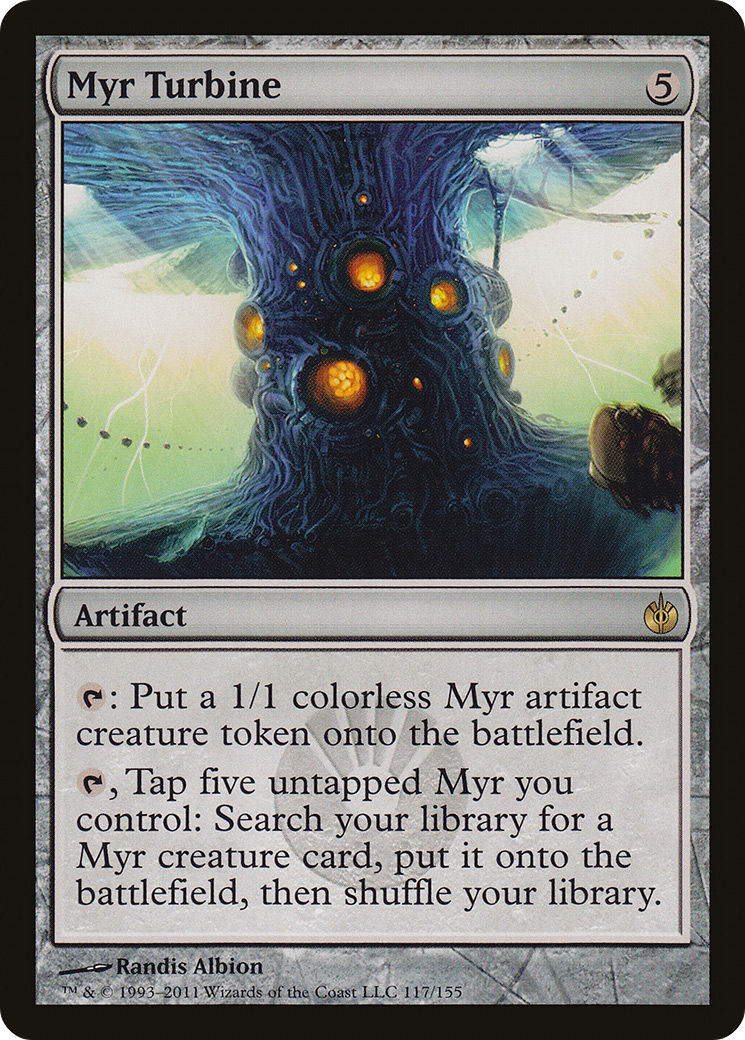 Myr Turbine 5
Artifact
: Put a 1/1 colorless Myr artifact
creature token onto the battlefield.
, Tap five untapped Myr you
control: Search your library for a
Myr creature card, put it onto the
battlefield, then shuffle your library.
Randis Albion
™ & © 1993–2011 Wizards of the Coast LLC 117/155